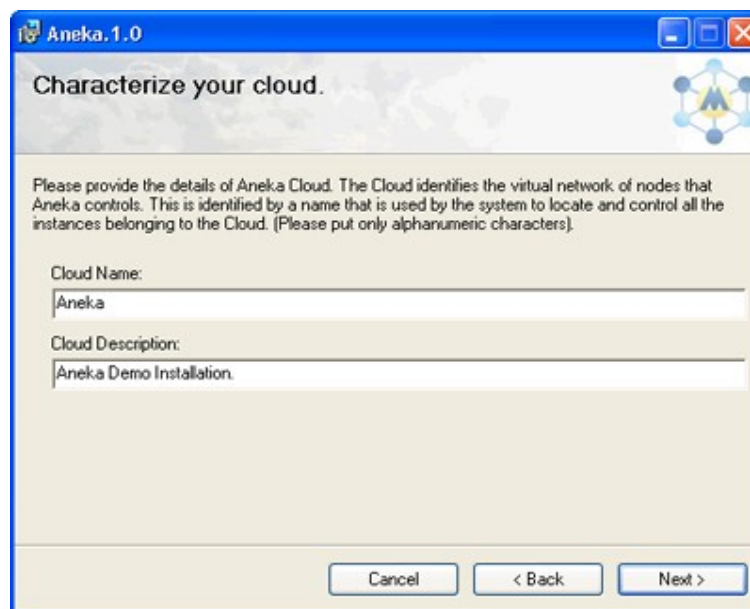 Aneka.1.0
Characterize your cloud.
Please provide the details of Aneka Cloud. The Cloud identifies the virtual network of nodes that
Aneka controls. This is identified by a name that is used by the system to locate and control all the
instances belonging to the Cloud. (Please put only alphanumeric characters).
Cloud Name:
Aneka
Cloud Description:
Aneka Demo Installation.
Cancel
< Back
Next >